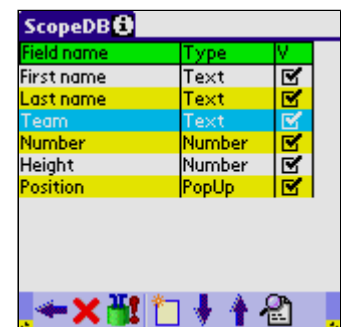 ScopeDB
Field name Type V
First name Text
Last name Text
Team Text
Number Number
Height Number
Position PopUp